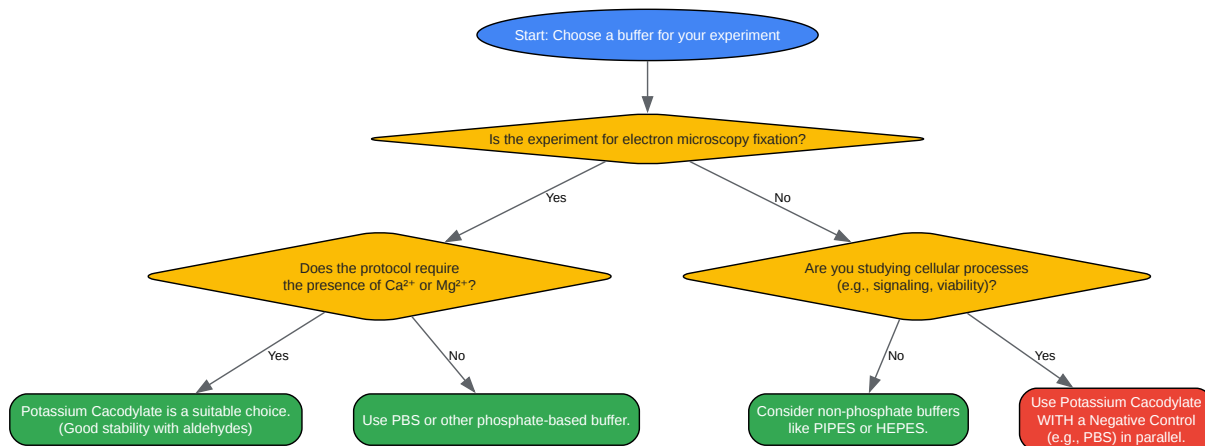 Start: Choose a buffer for your experiment
Is the experiment for electron microscopy fixation?
Yes
No
Does the protocol require
the presence of Ca²⁺ or Mg²⁺?
Are you studying cellular processes
(e.g., signaling, viability)?
Yes
No
No
Yes
Potassium Cacodylate is a suitable choice.
(Good stability with aldehydes)
Use PBS or other phosphate-based buffer.
Consider non-phosphate buffers
like PIPES or HEPES.
Use Potassium Cacodylate
WITH a Negative Control
(e.g., PBS) in parallel.